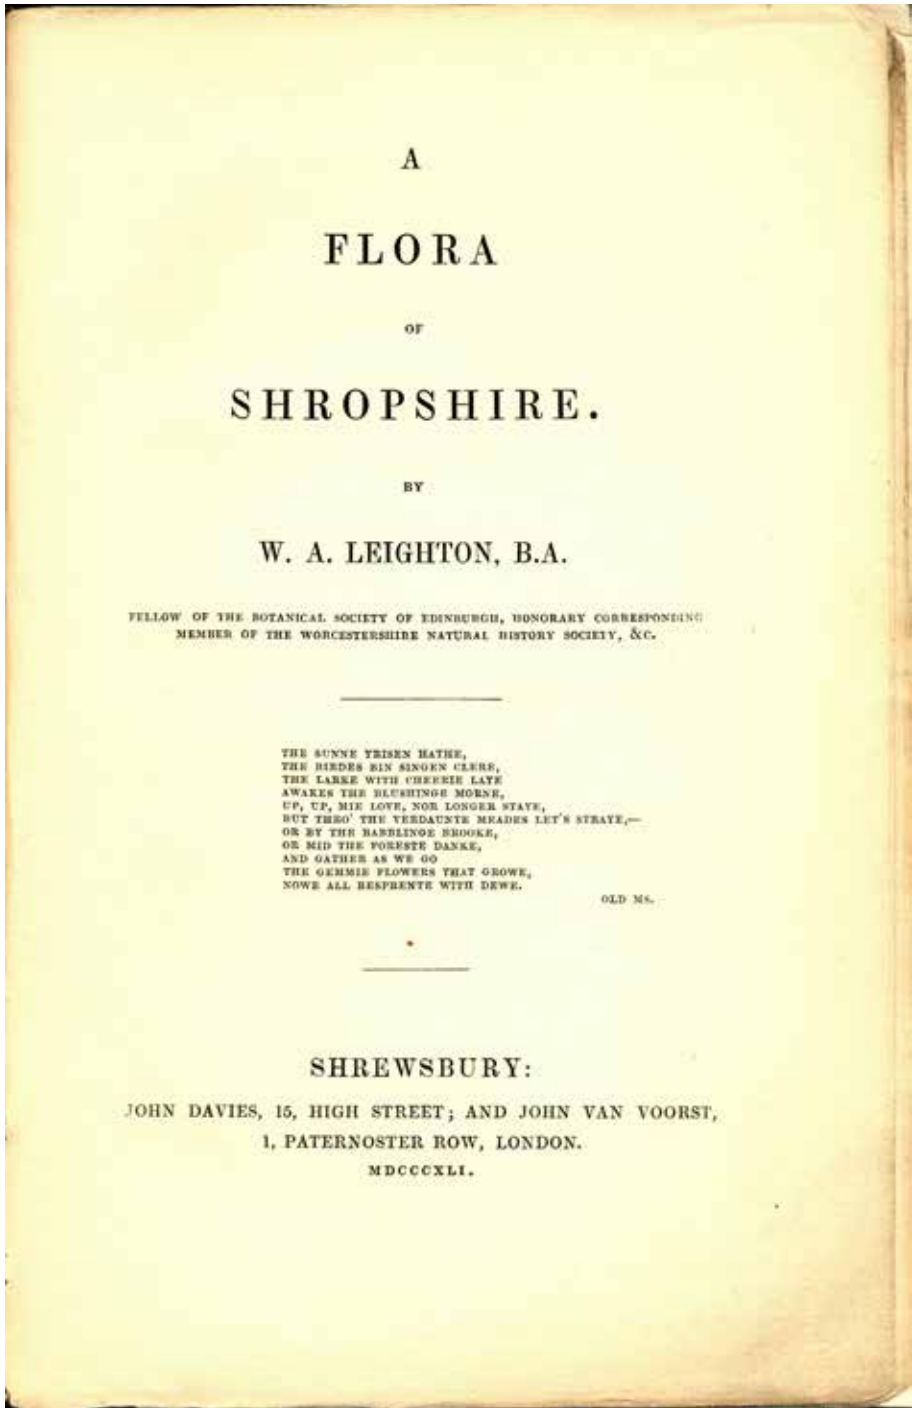 A
FLORA
OF
SHROPSHIRE.
BY
W. A. LEIGHTON, B.A.
FELLOW OF THE BOTANICAL SOCIETY OF EDINBURGH, HONORARY CORRESPONDING
MEMBER OF THE WORCESTERSHIRE NATURAL HISTORY SOCIETY, &C.
THE SUNNE YRISEN HATHE,
THE BIRDES BIN SINGEN CLERE,
THE LARKE WITH CHEERIE LAYE
AWAKES THE BLUSHINGE MORNE,
UP, UP, MIE LOVE, NOR LONGER STAYE,
BUT THRO' THE VERDAUNTE MEADES LET'S STRAYE,—
OR BY THE BABBLINGE BROOKE,
OR MID THE FORESTE DANKE,
AND GATHER AS WE GO
THE GEMMIE FLOWERS THAT GROWE,
NOWE ALL BESPRENTE WITH DEWE.
OLD MS.
SHREWSBURY:
JOHN DAVIES, 15, HIGH STREET; AND JOHN VAN VOORST,
1, PATERNOSTER ROW, LONDON.
MDCCCXLI.